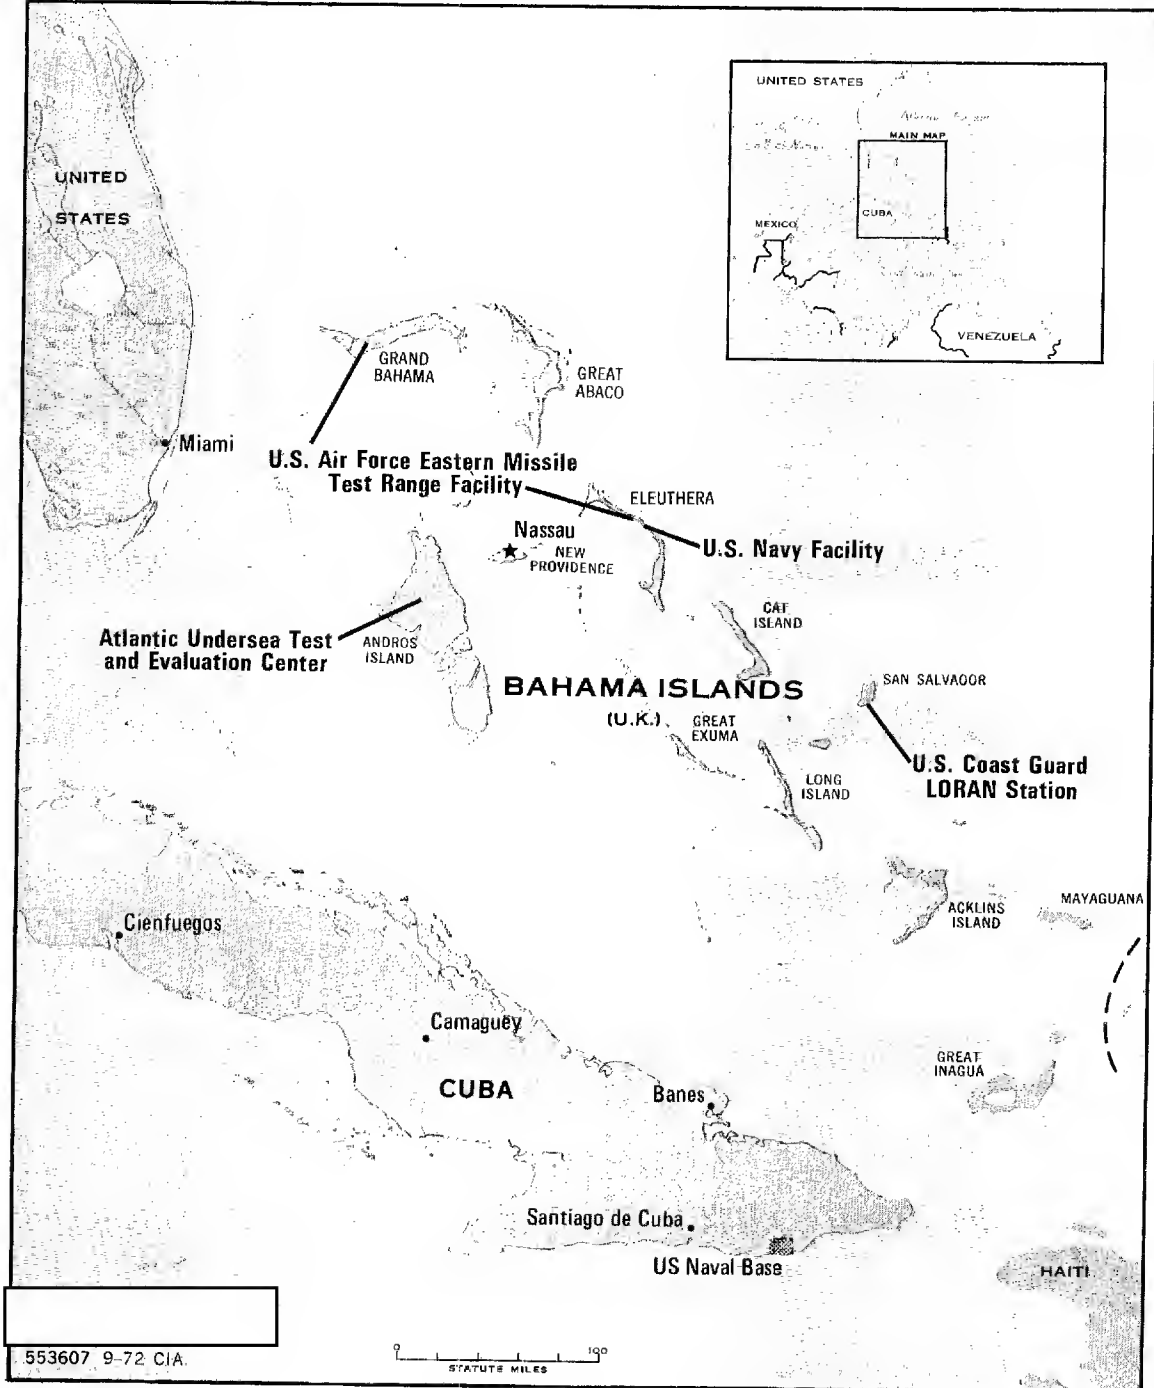 UNITED STATES
MAIN MAP
CUBA
MEXICO
VENEZUELA
UNITED
STATES
GRAND
BAHAMA
GREAT
ABACO
Miami
U.S. Air Force Eastern Missile
Test Range Facility
ELEUTHERA
Nassau
NEW
PROVIDENCE
U.S. Navy Facility
CAT
ISLAND
Atlantic Undersea Test
and Evaluation Center
ANDROS
ISLAND
BAHAMA ISLANDS
(U.K.)
SAN SALVADOR
GREAT
EXUMA
U.S. Coast Guard
LORAN Station
LONG
ISLAND
MAYAGUANA
ACKLINS
ISLAND
Cienfuegos
Camaguey
GREAT
INAGUA
CUBA
Banes
Santiago de Cuba
US Naval Base
HAITI
553607 9-72 CIA
0 100
STATUTE MILES